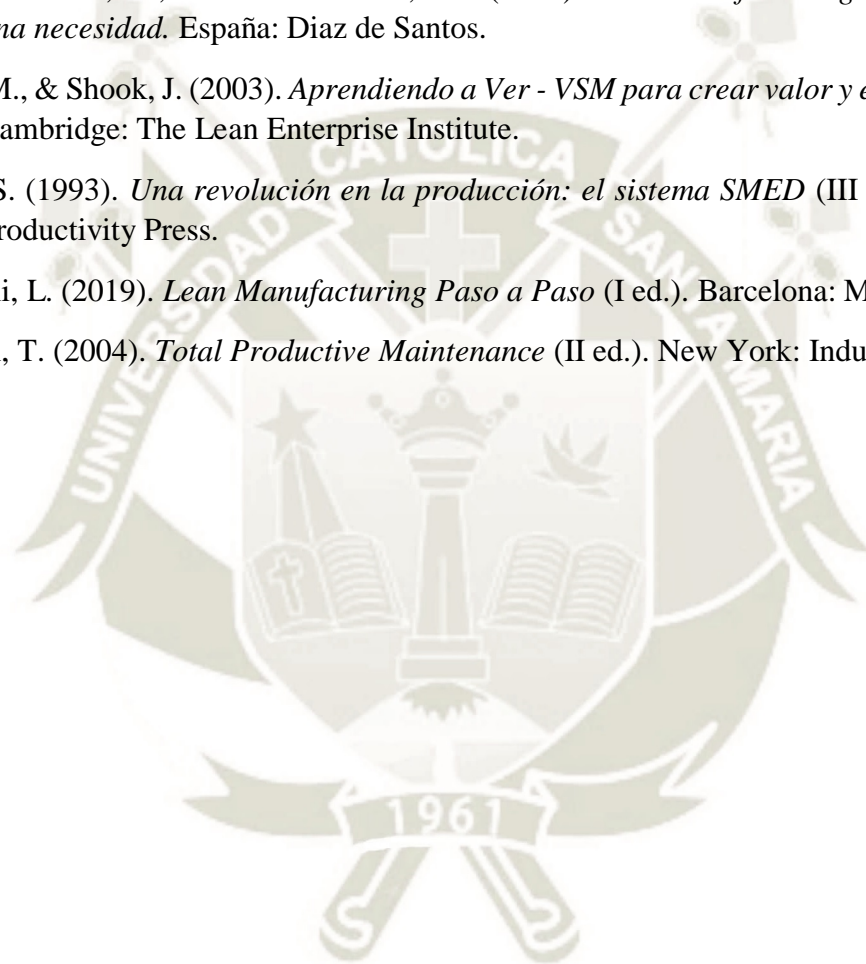 na necesidad. España: Diaz de Santos.
M., & Shook, J. (2003). Aprendiendo a Ver - VSM para crear valor y e
ambridge: The Lean Enterprise Institute.
S. (1993). Una revolución en la producción: el sistema SMED (III
roductivity Press.
i, L. (2019). Lean Manufacturing Paso a Paso (I ed.). Barcelona: M
, T. (2004). Total Productive Maintenance (II ed.). New York: Indu
UNIVERSIDAD CATOLICA SANTA MARIA
1961